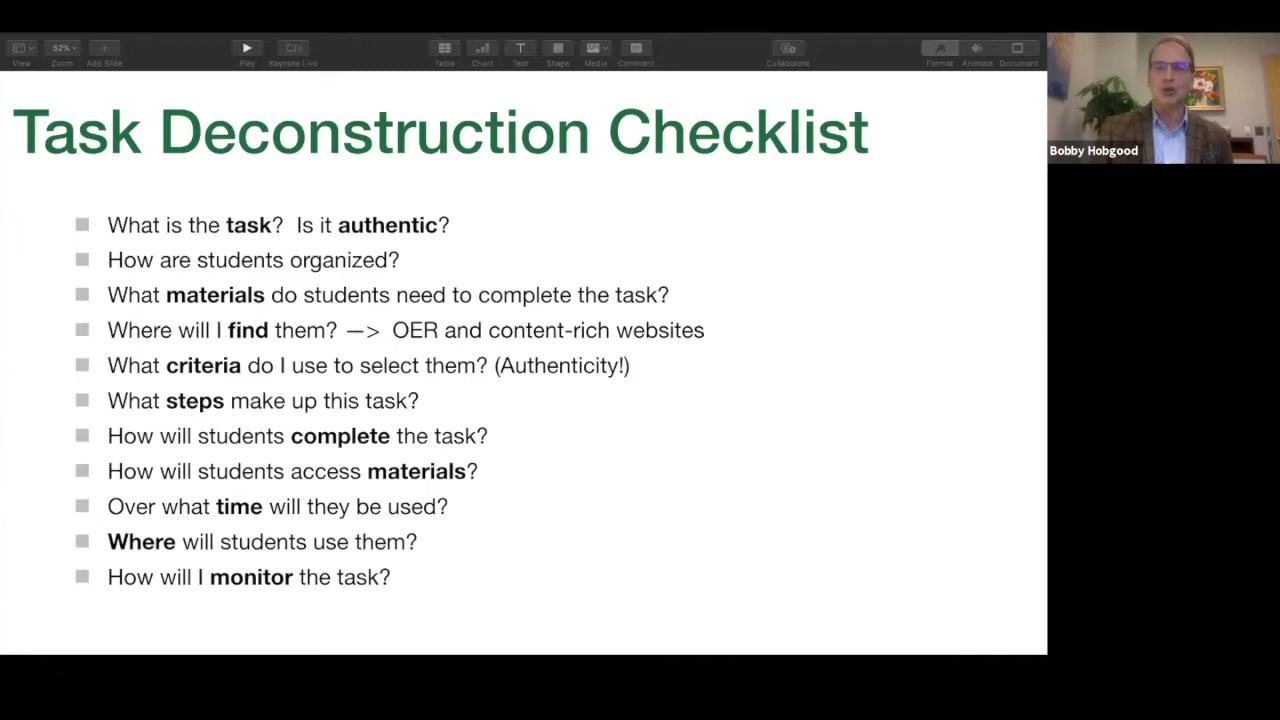 52%
View
Zoom
Add Slide
Play
Keynote Live
Table
Chart
Text
Shape
Media
Comment
Collaborate
Format
Animate
Document
Task Deconstruction Checklist
What is the task? Is it authentic?
How are students organized?
What materials do students need to complete the task?
Where will I find them? —> OER and content-rich websites
What criteria do I use to select them? (Authenticity!)
What steps make up this task?
How will students complete the task?
How will students access materials?
Over what time will they be used?
Where will students use them?
How will I monitor the task?
Bobby Hobgood